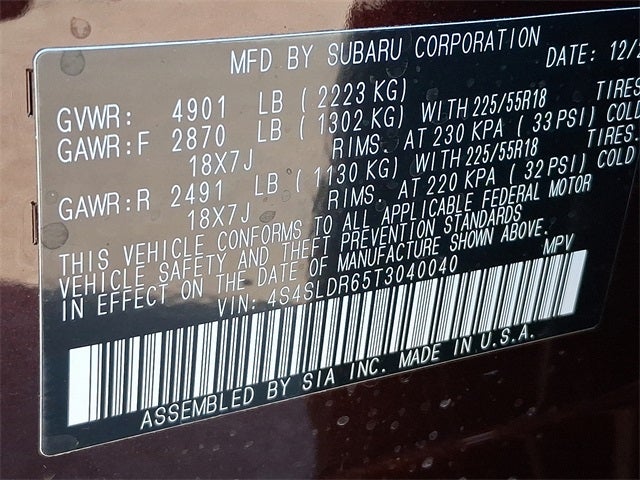 MFD BY SUBARU CORPORATION DATE: 12/
GVWR: 4901 LB ( 2223 KG)
GAWR:F 2870 LB ( 1302 KG) WITH 225/55R18 TIRES
18X7J RIMS. AT 230 KPA ( 33 PSI) COLD
GAWR:R 2491 LB ( 1130 KG) WITH 225/55R18 TIRES.
18X7J RIMS. AT 220 KPA ( 32 PSI) COLD
THIS VEHICLE CONFORMS TO ALL APPLICABLE FEDERAL MOTOR
VEHICLE SAFETY AND THEFT PREVENTION STANDARDS
IN EFFECT ON THE DATE OF MANUFACTURE SHOWN ABOVE.
VIN: 4S4SLDR65T3040040 MPV
ASSEMBLED BY SIA INC. MADE IN U.S.A.